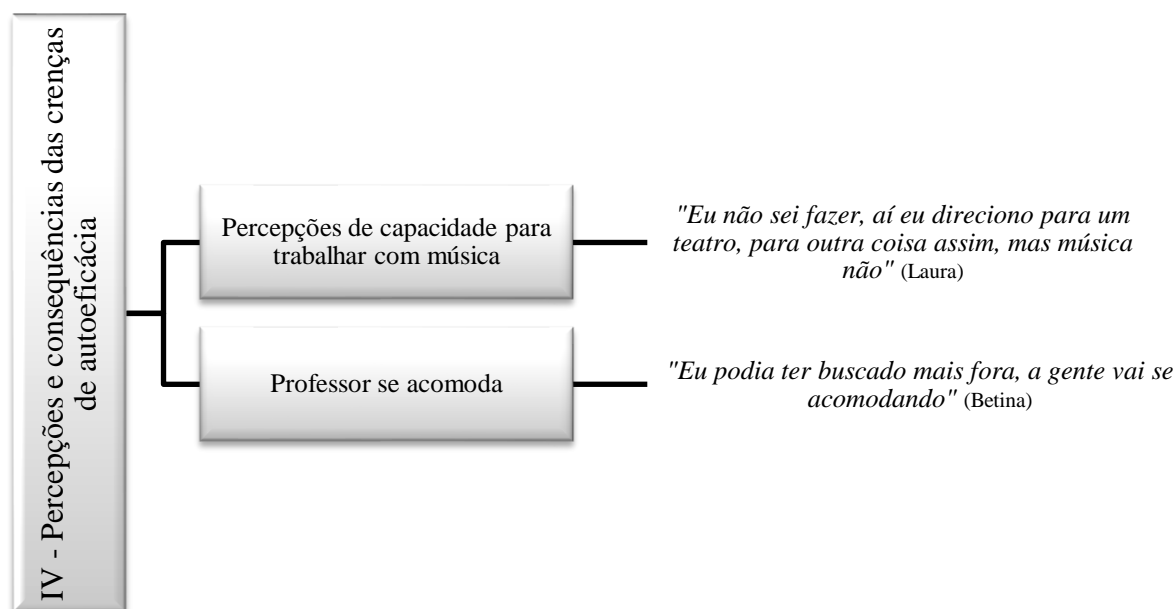 IV - Percepções e consequências das crenças
de autoeficácia
Percepções de capacidade para
trabalhar com música
"Eu não sei fazer, aí eu direciono para um
teatro, para outra coisa assim, mas música
não" (Laura)
Professor se acomoda
"Eu podia ter buscado mais fora, a gente vai se
acomodando" (Betina)